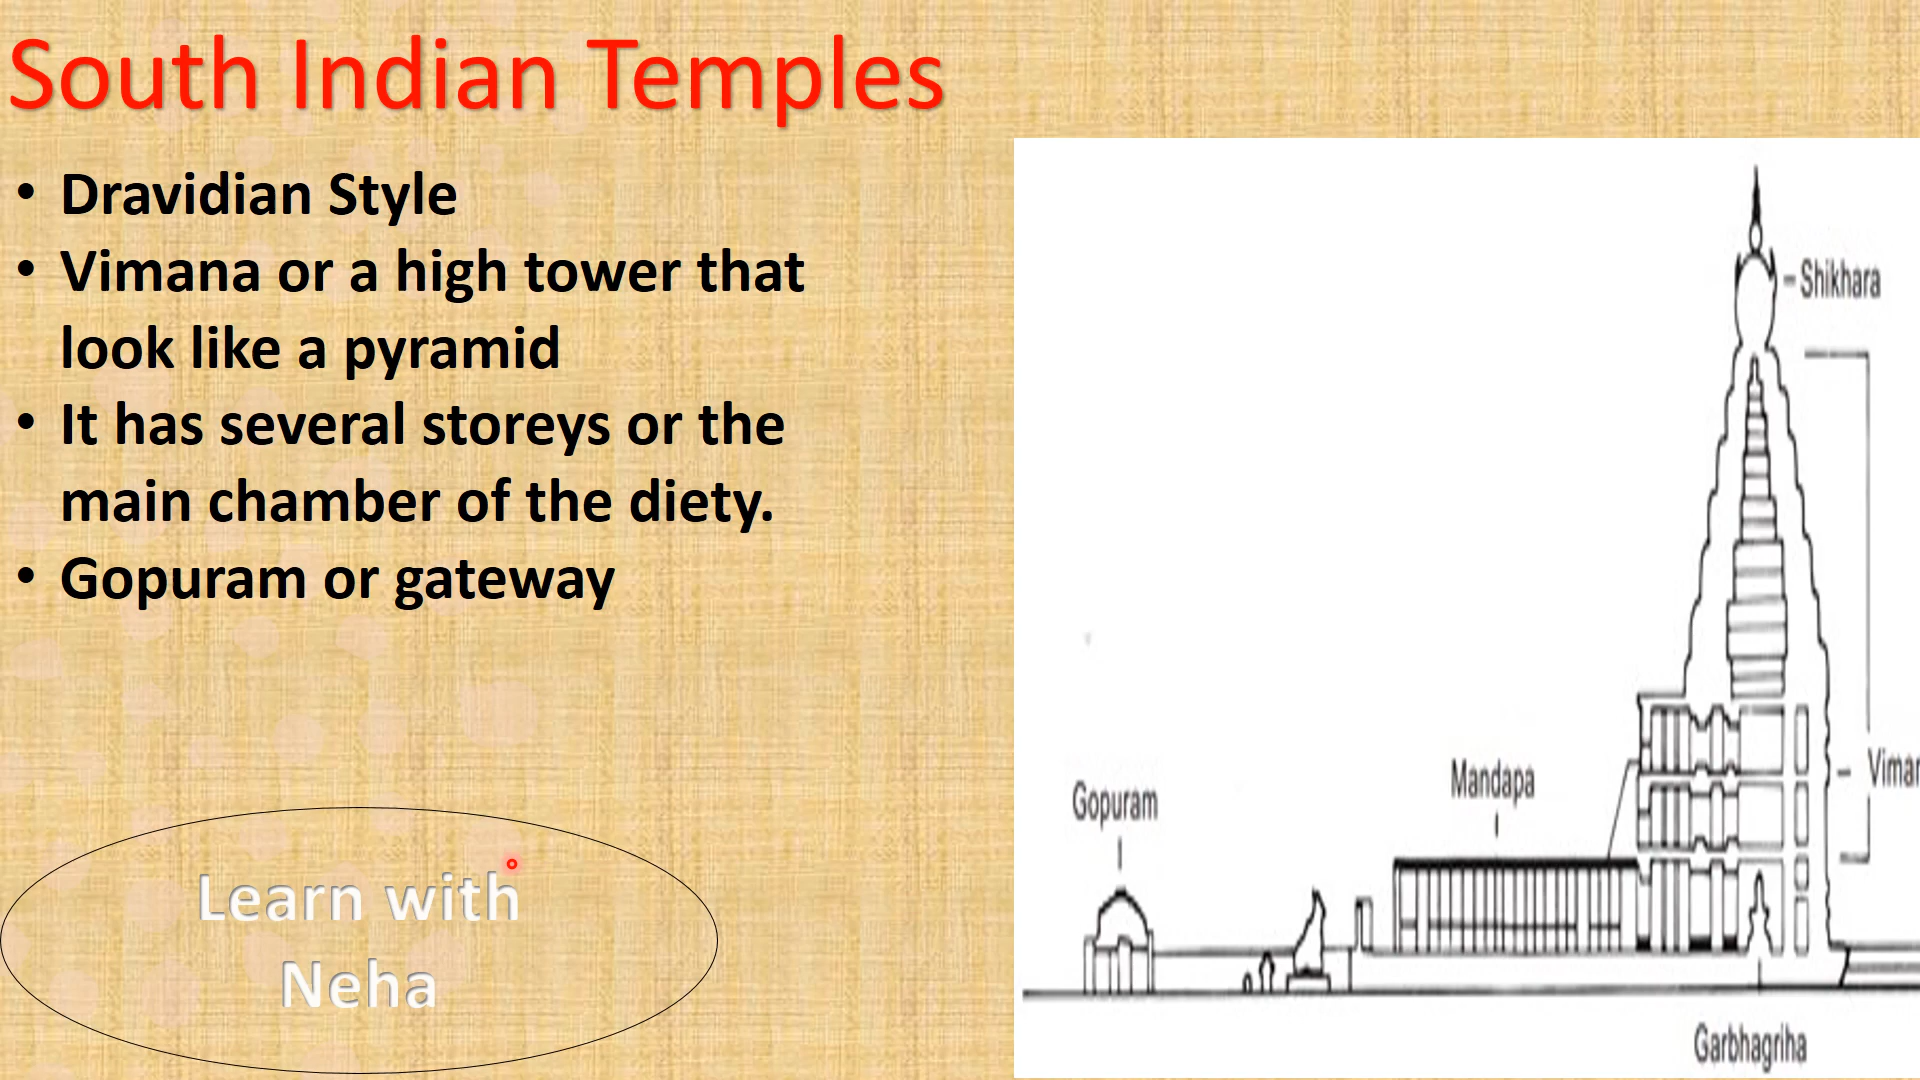 South Indian Temples
• Dravidian Style
• Vimana or a high tower that
look like a pyramid
• It has several storeys or the
main chamber of the diety.
• Gopuram or gateway
Learn with
Neha
Shikhara
Vimar
Mandapa
Gopuram
Garbhagriha